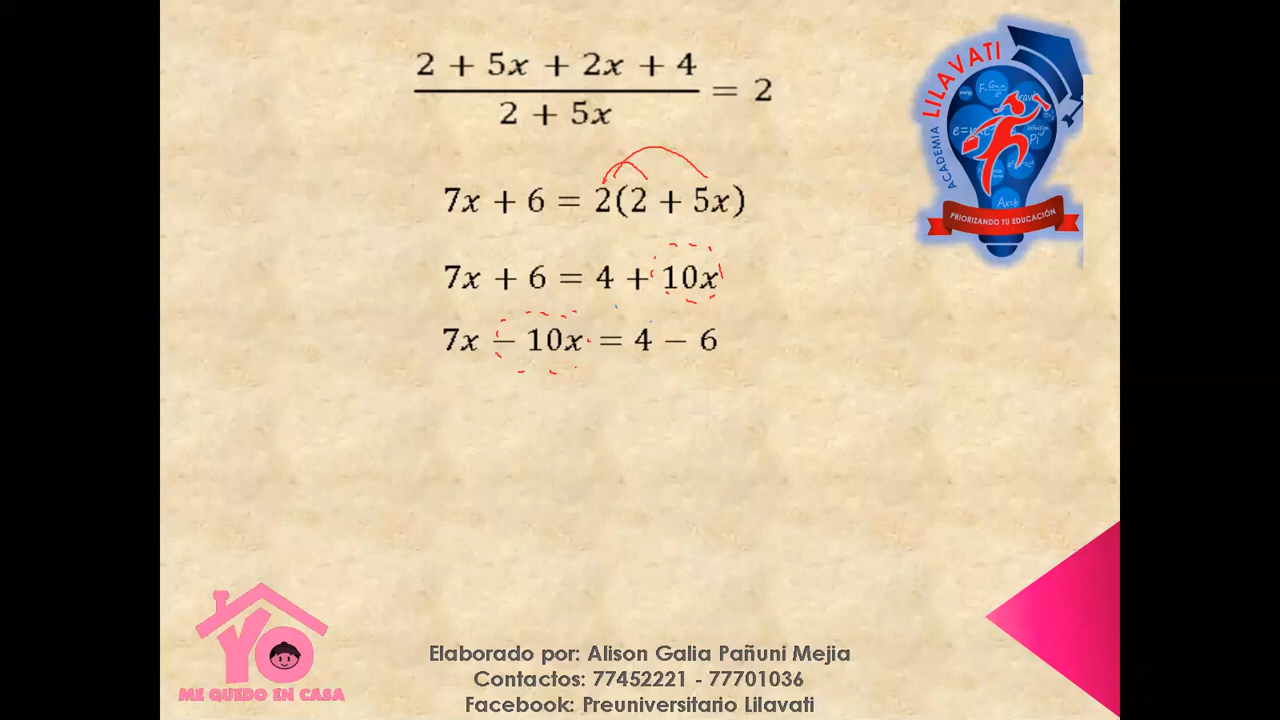 2 + 5x + 2x + 4
———————— = 2
2 + 5x
7x + 6 = 2(2 + 5x)
7x + 6 = 4 + 10x
7x − 10x = 4 − 6
ACADEMIA LILAVATI
PRIORIZANDO TU EDUCACIÓN
YO
ME QUEDO EN CASA
Elaborado por: Alison Galia Pañuni Mejia
Contactos: 77452221 - 77701036
Facebook: Preuniversitario Lilavati